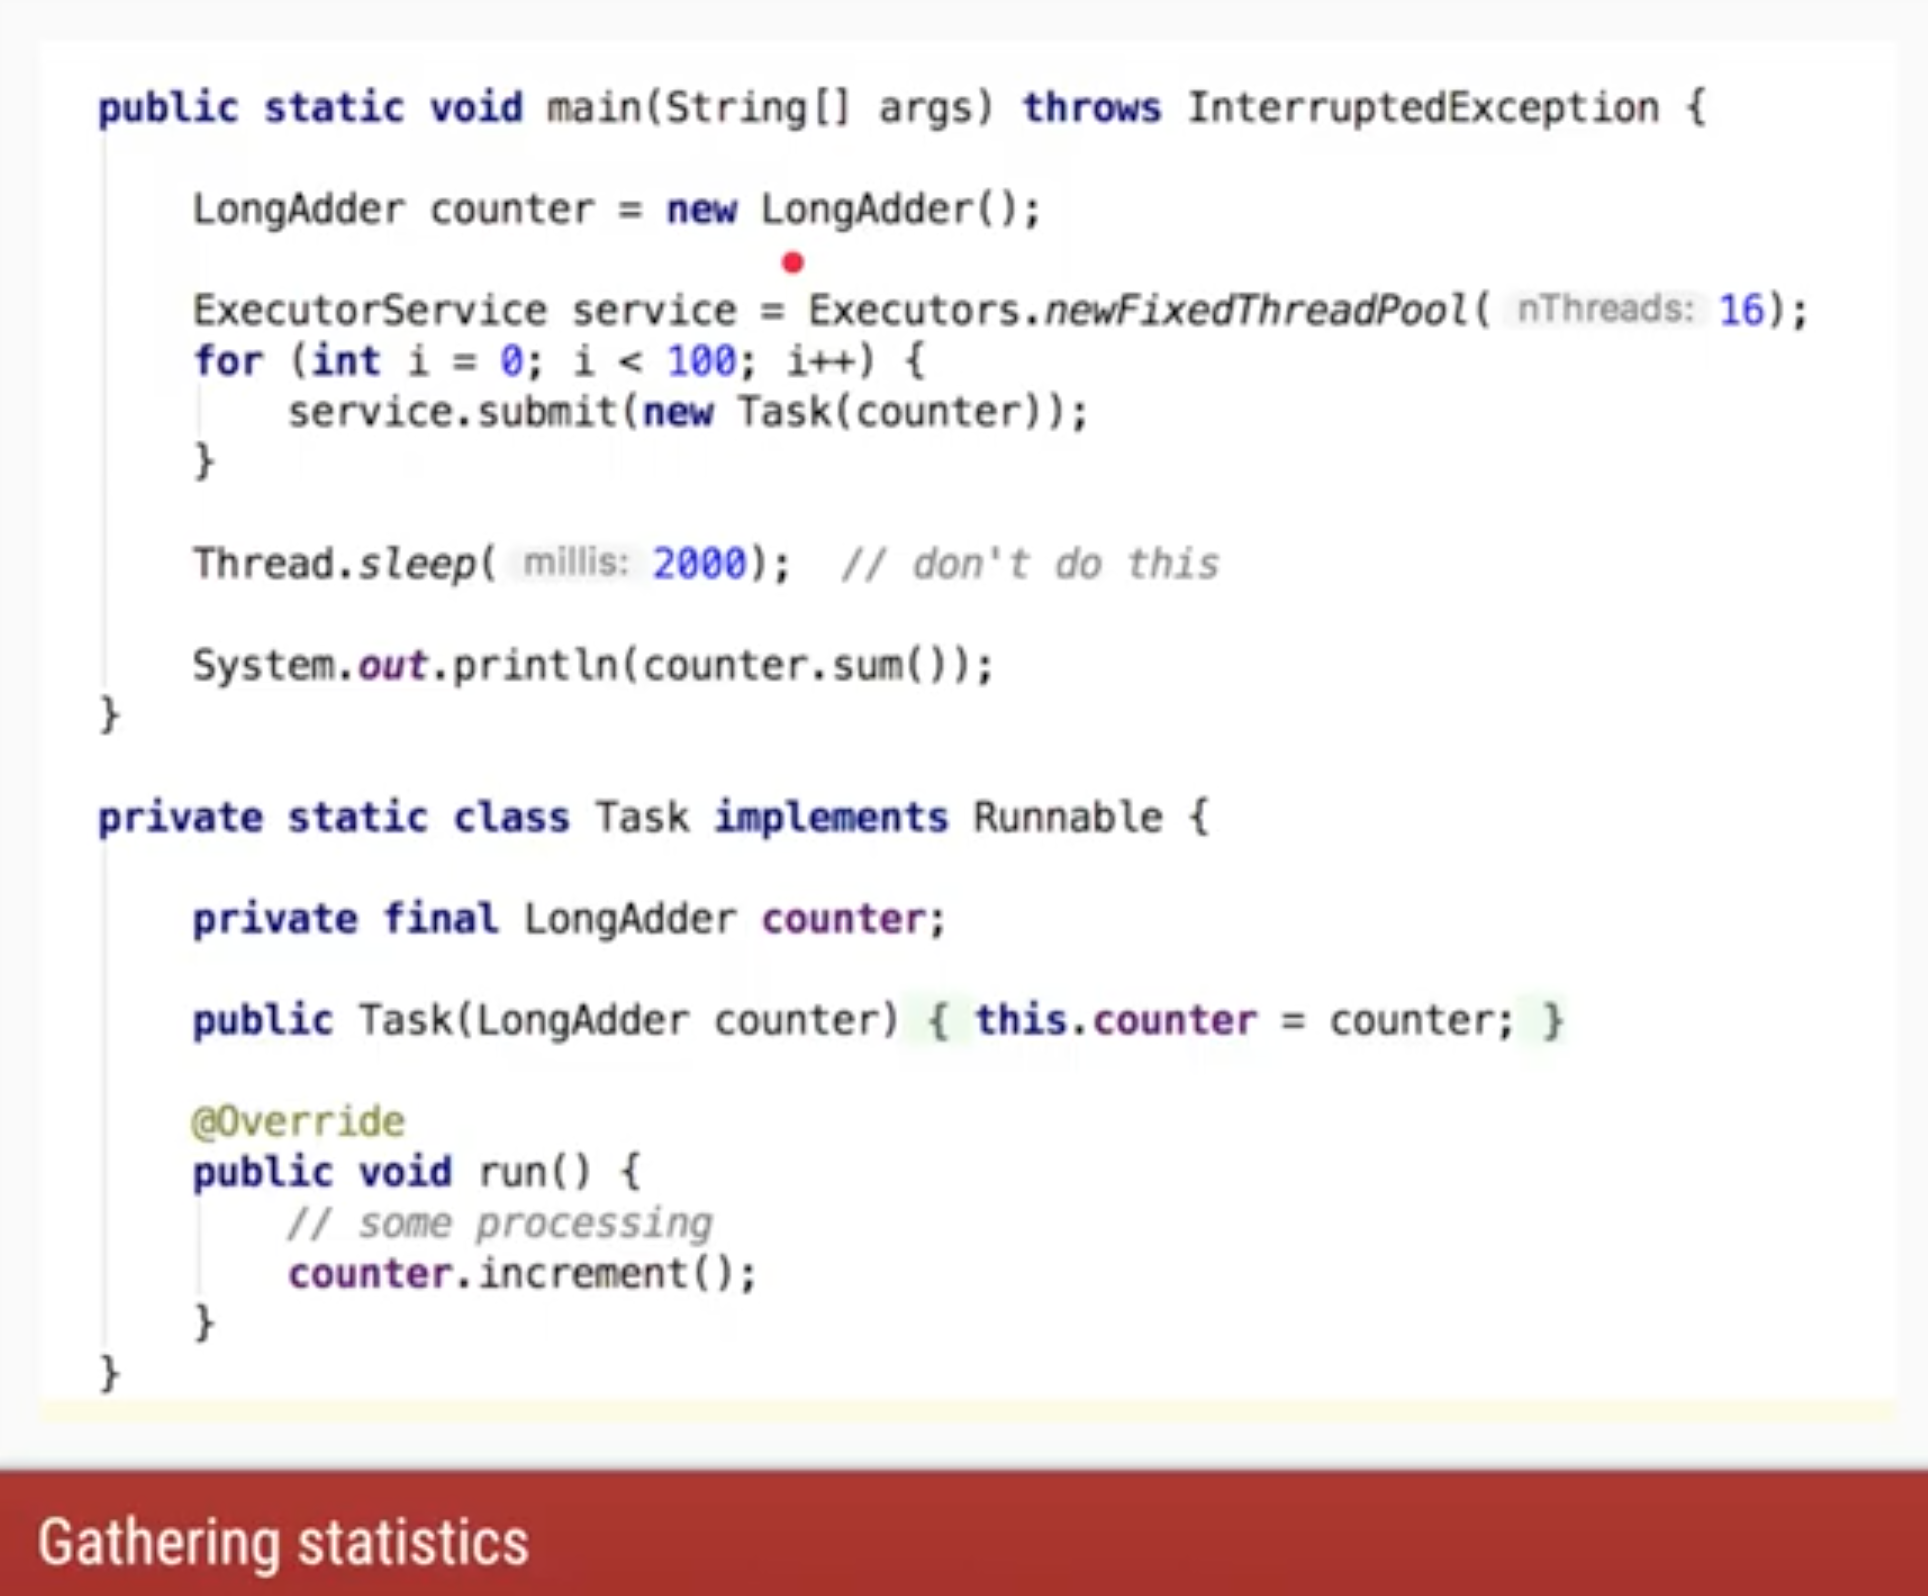 public static void main(String[] args) throws InterruptedException {
LongAdder counter = new LongAdder();
ExecutorService service = Executors.newFixedThreadPool( nThreads: 16);
for (int i = 0; i < 100; i++) {
service.submit(new Task(counter));
}
Thread.sleep( millis: 2000); // don't do this
System.out.println(counter.sum());
}
private static class Task implements Runnable {
private final LongAdder counter;
public Task(LongAdder counter) { this.counter = counter; }
@Override
public void run() {
// some processing
counter.increment();
}
}
Gathering statistics